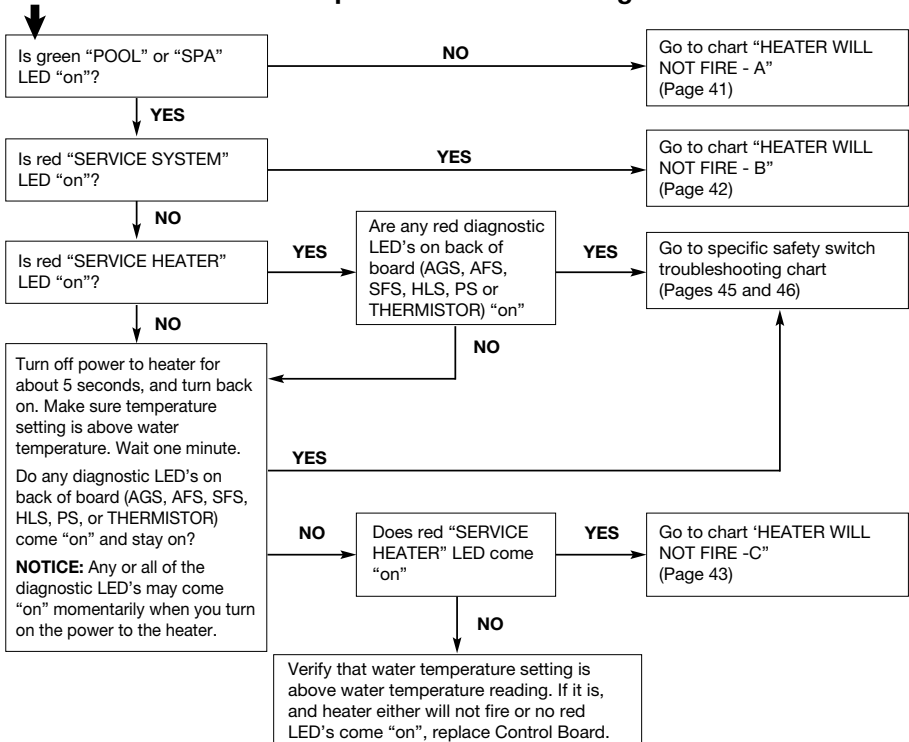 Is green “POOL” or “SPA”
LED “on”?
NO
Go to chart “HEATER WILL
NOT FIRE - A”
(Page 41)
YES
Is red “SERVICE SYSTEM”
LED “on”?
YES
Go to chart “HEATER WILL
NOT FIRE - B”
(Page 42)
NO
Is red “SERVICE HEATER”
LED “on”?
YES
Are any red diagnostic
LED’s on back of
board (AGS, AFS,
SFS, HLS, PS or
THERMISTOR) “on”
YES
Go to specific safety switch
troubleshooting chart
(Pages 45 and 46)
NO
NO
Turn off power to heater for
about 5 seconds, and turn back
on. Make sure temperature
setting is above water
temperature. Wait one minute.
Do any diagnostic LED’s on
back of board (AGS, AFS, SFS,
HLS, PS, or THERMISTOR)
come “on” and stay on?
NOTICE: Any or all of the
diagnostic LED’s may come
“on” momentarily when you turn
on the power to the heater.
YES
NO
Does red “SERVICE
HEATER” LED come
“on”
YES
Go to chart ‘HEATER WILL
NOT FIRE -C”
(Page 43)
NO
Verify that water temperature setting is
above water temperature reading. If it is,
and heater either will not fire or no red
LED’s come “on”, replace Control Board.